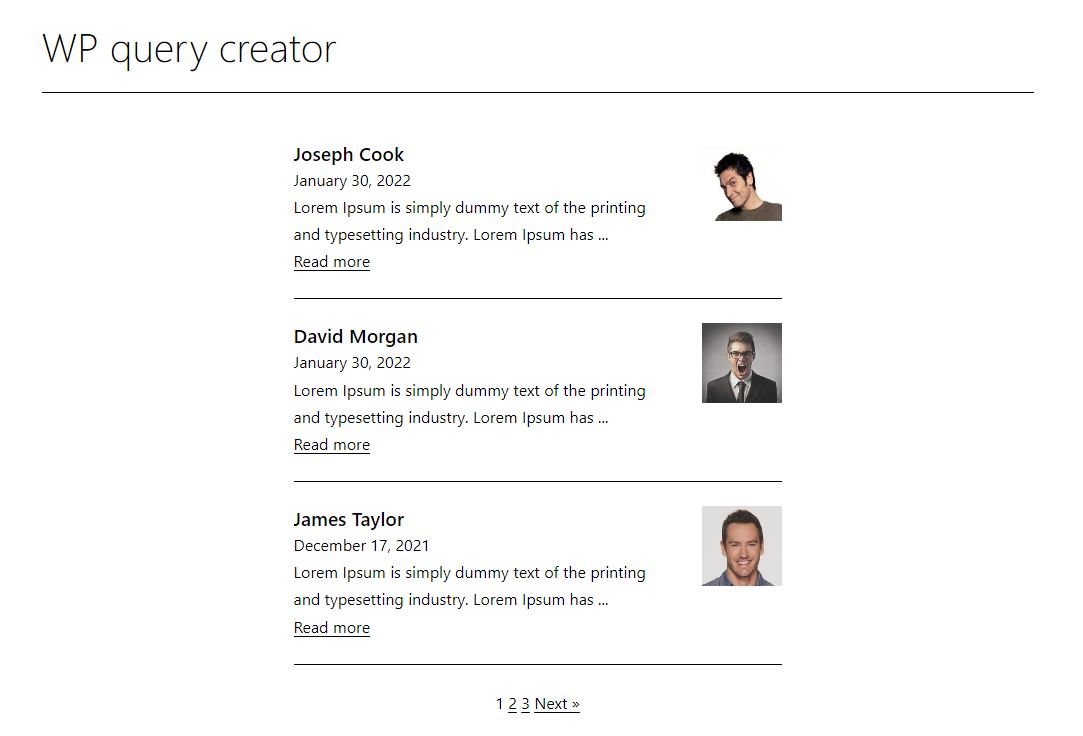 WP query creator
Joseph Cook
January 30, 2022
Lorem Ipsum is simply dummy text of the printing
and typesetting industry. Lorem Ipsum has ...
Read more
David Morgan
January 30, 2022
Lorem Ipsum is simply dummy text of the printing
and typesetting industry. Lorem Ipsum has ...
Read more
James Taylor
December 17, 2021
Lorem Ipsum is simply dummy text of the printing
and typesetting industry. Lorem Ipsum has ...
Read more
1 2 3 Next »